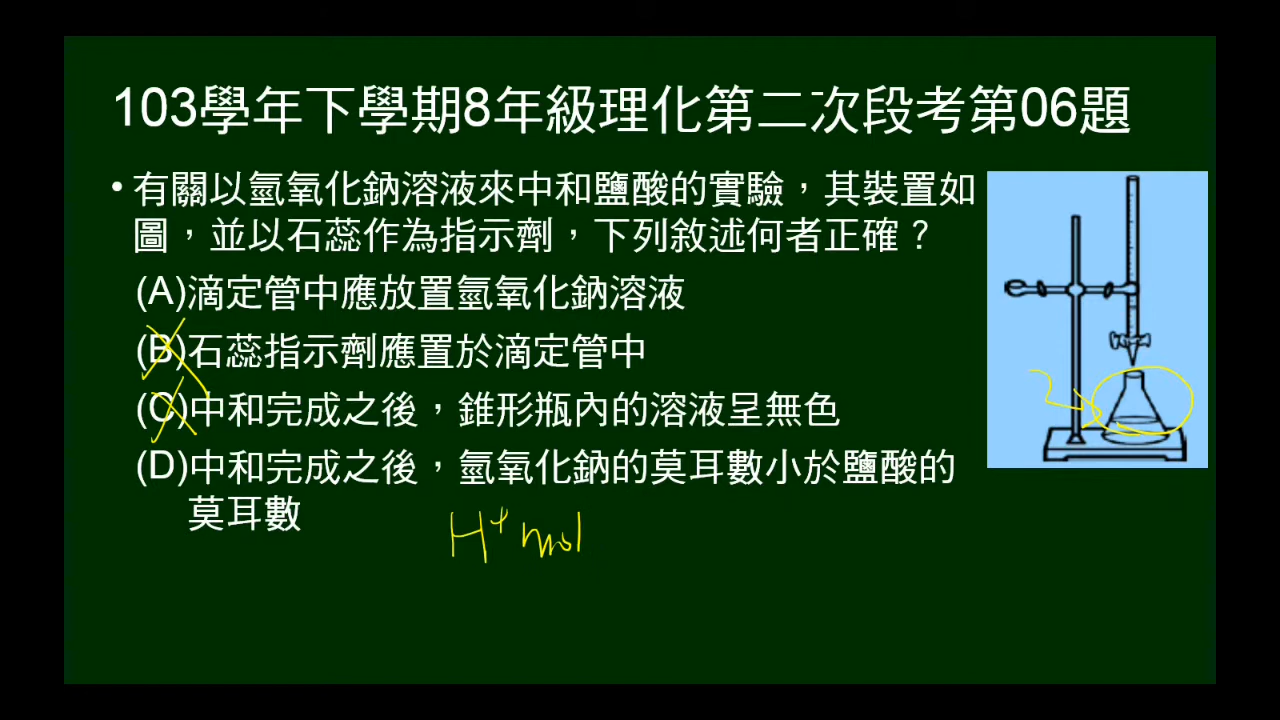 103學年下學期8年級理化第二次段考第06題
• 有關以氫氧化鈉溶液來中和鹽酸的實驗，其裝置如
圖，並以石蕊作為指示劑，下列敘述何者正確？
(A)滴定管中應放置氫氧化鈉溶液
(B)石蕊指示劑應置於滴定管中
(C)中和完成之後，錐形瓶內的溶液呈無色
(D)中和完成之後，氫氧化鈉的莫耳數小於鹽酸的
莫耳數
H⁺ mol